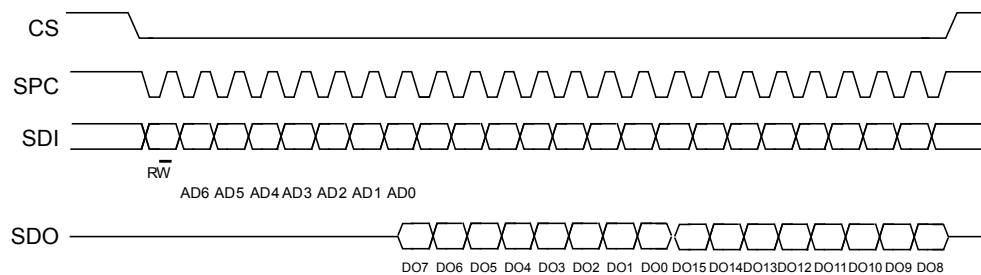 CS
SPC
SDI
RW
AD6 AD5 AD4 AD3 AD2 AD1 AD0
SDO
DO7 DO6 DO5 DO4 DO3 DO2 DO1 DO0 DO15 DO14 DO13 DO12 DO11 DO10 DO9 DO8